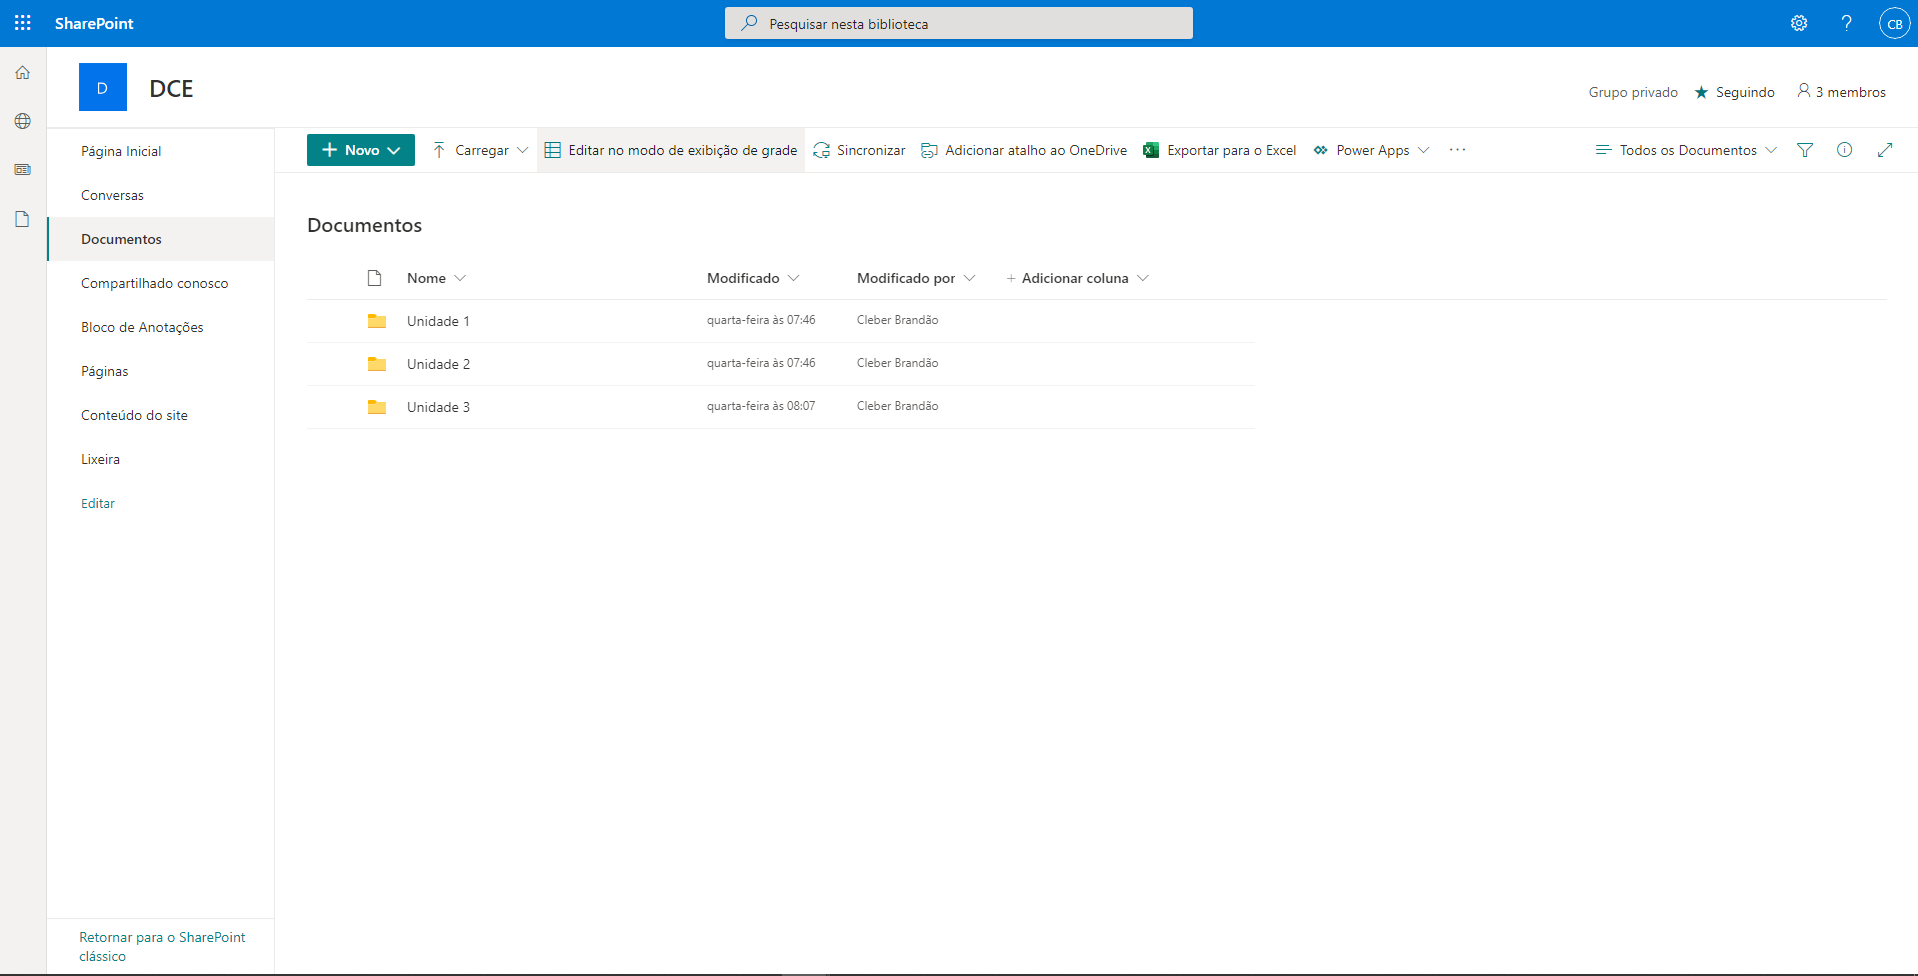 SharePoint
Pesquisar nesta biblioteca
CB
D
DCE
Grupo privado
Seguindo
3 membros
Página Inicial
Conversas
Documentos
Compartilhado conosco
Bloco de Anotações
Páginas
Conteúdo do site
Lixeira
Editar
Retornar para o SharePoint
clássico
Novo
Carregar
Editar no modo de exibição de grade
Sincronizar
Adicionar atalho ao OneDrive
Exportar para o Excel
Power Apps
Todos os Documentos
Documentos
Nome Modificado Modificado por Adicionar coluna
Unidade 1 quarta-feira às 07:46 Cleber Brandão
Unidade 2 quarta-feira às 07:46 Cleber Brandão
Unidade 3 quarta-feira às 08:07 Cleber Brandão